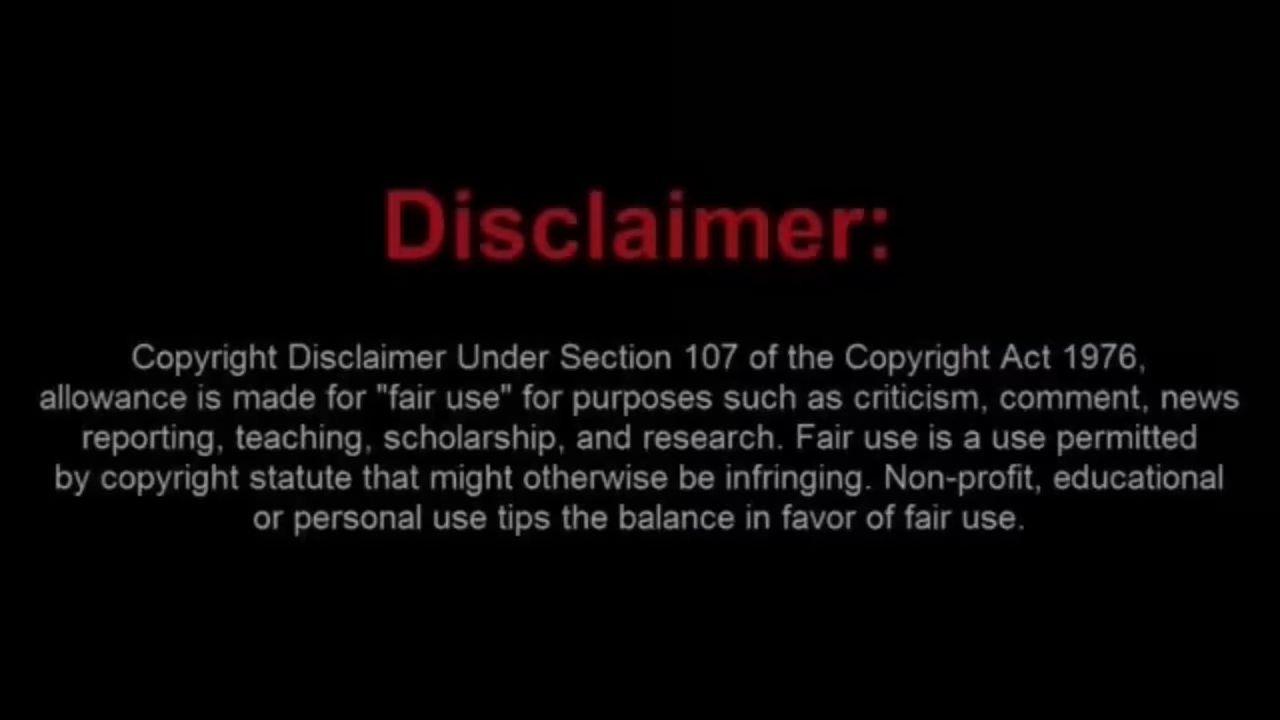 Disclaimer:
Copyright Disclaimer Under Section 107 of the Copyright Act 1976,
allowance is made for "fair use" for purposes such as criticism, comment, news
reporting, teaching, scholarship, and research. Fair use is a use permitted
by copyright statute that might otherwise be infringing. Non-profit, educational
or personal use tips the balance in favor of fair use.